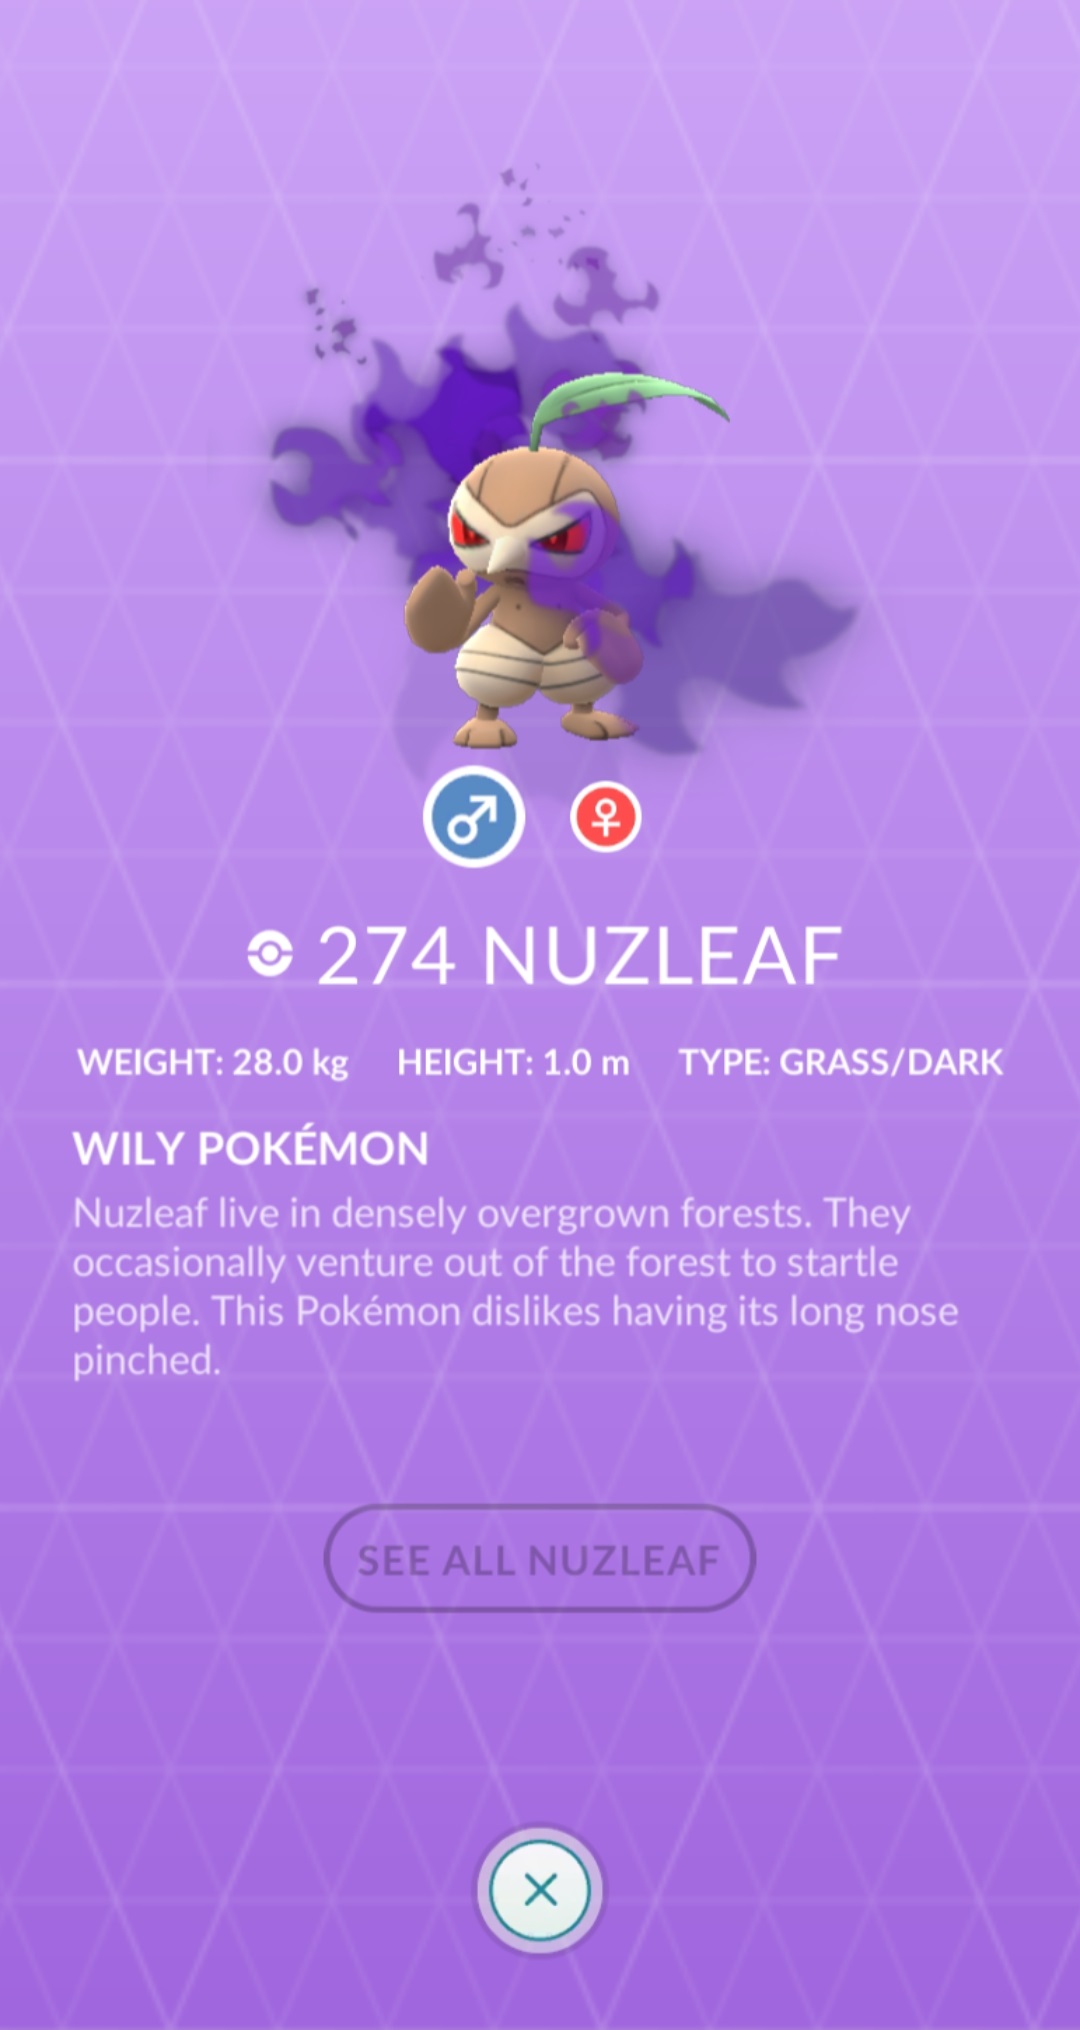 274 NUZLEAF
WEIGHT: 28.0 kg HEIGHT: 1.0 m TYPE: GRASS/DARK
WILY POKÉMON
Nuzleaf live in densely overgrown forests. They
occasionally venture out of the forest to startle
people. This Pokémon dislikes having its long nose
pinched.
SEE ALL NUZLEAF